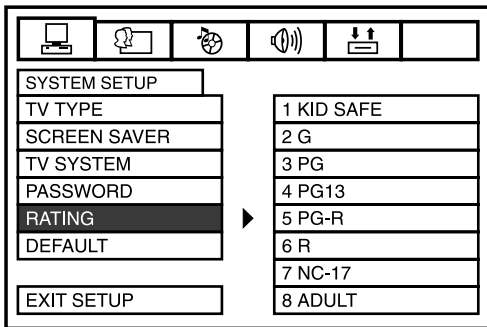 SYSTEM SETUP
TV TYPE
SCREEN SAVER
TV SYSTEM
PASSWORD
RATING
DEFAULT
EXIT SETUP
1 KID SAFE
2 G
3 PG
4 PG13
5 PG-R
6 R
7 NC-17
8 ADULT